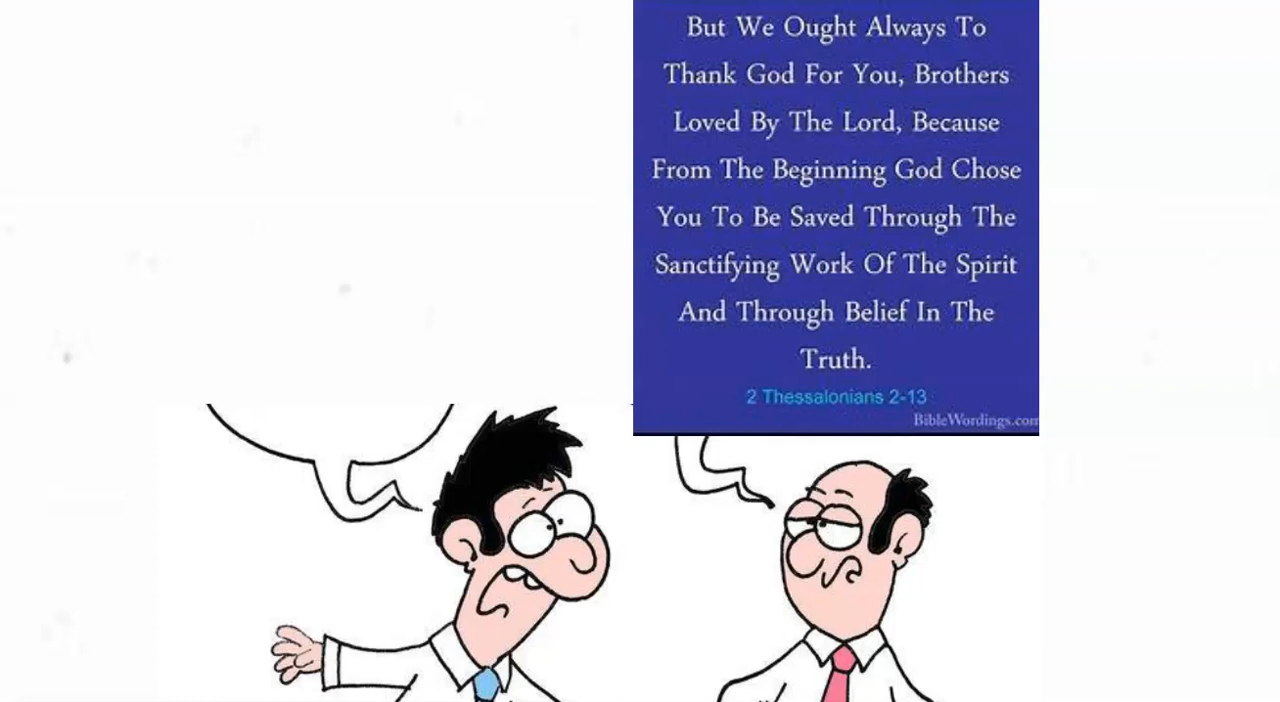 But We Ought Always To
Thank God For You, Brothers
Loved By The Lord, Because
From The Beginning God Chose
You To Be Saved Through The
Sanctifying Work Of The Spirit
And Through Belief In The
Truth.
2 Thessalonians 2-13
BibleWordings.com